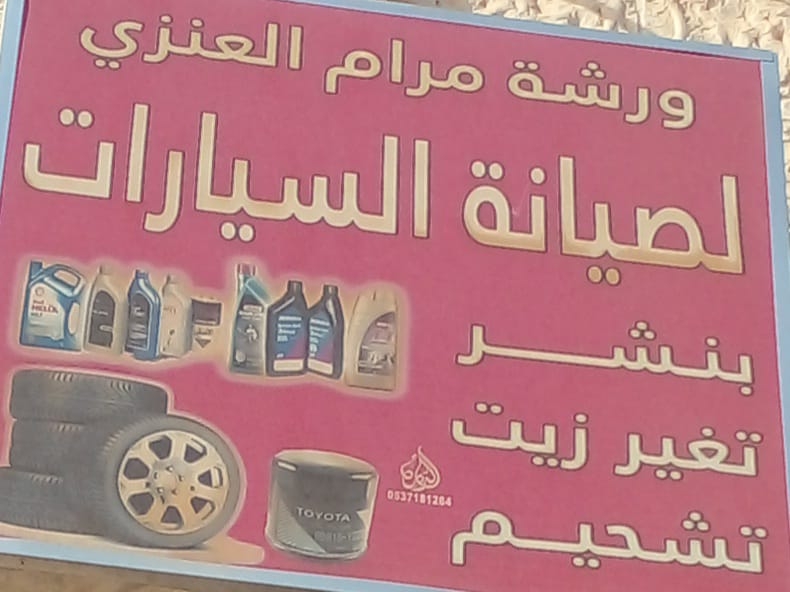 ورشة مرام العنزي
لصيانة السيارات
بنشر
تغير زيت
تشحيم
0537181264
TOYOTA